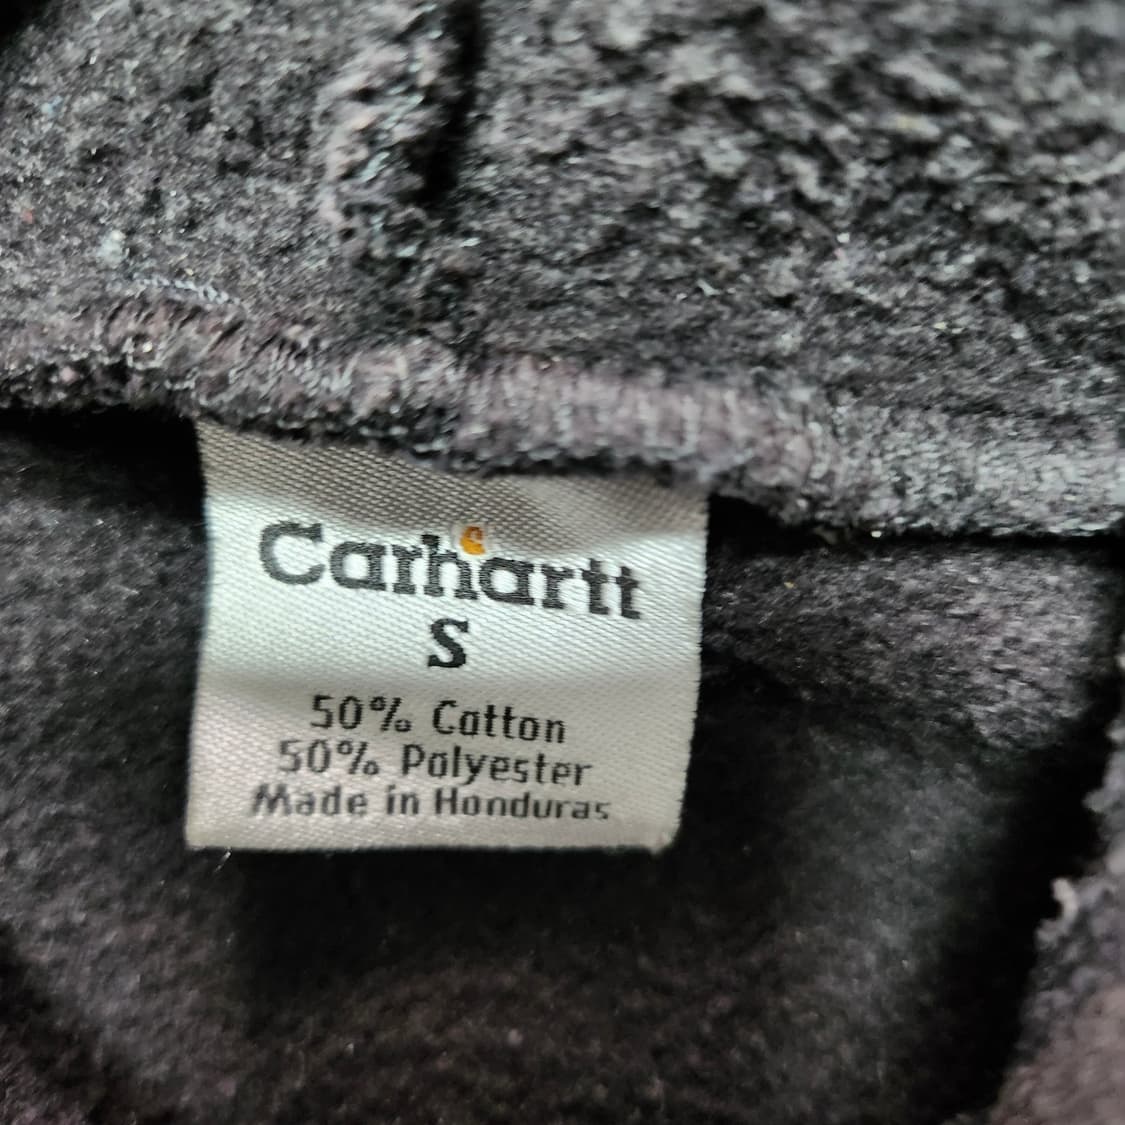 Carhartt
S
50% Cotton
50% Polyester
Made in Honduras